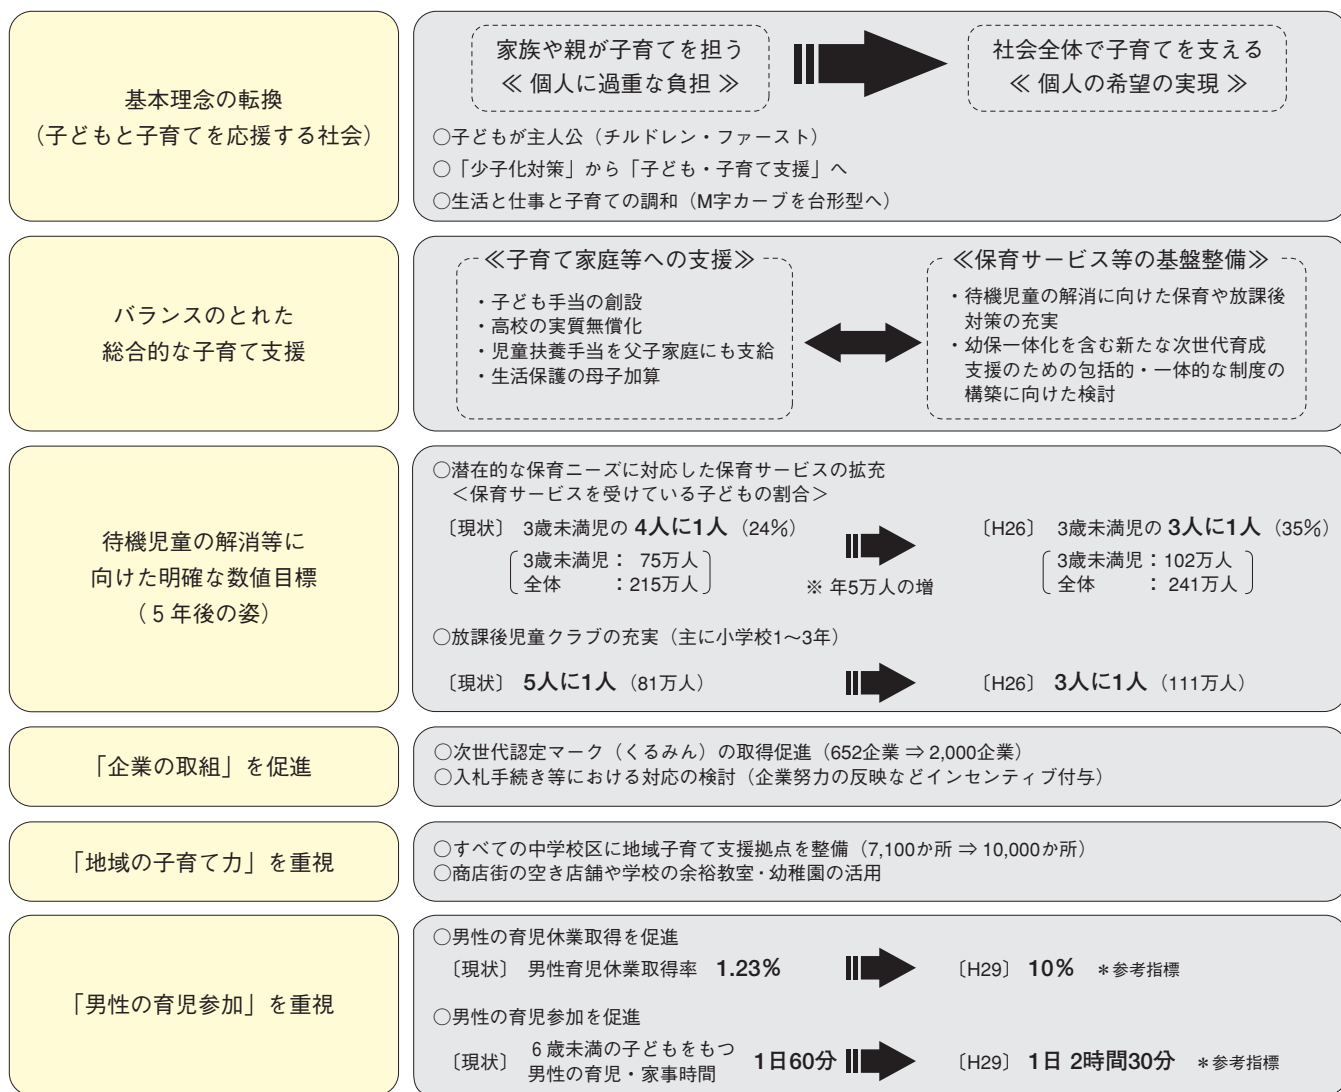 基本理念の転換
(子どもと子育てを応援する社会)
家族や親が子育てを担う
≪ 個人に過重な負担 ≫
社会全体で子育てを支える
≪ 個人の希望の実現 ≫
○子どもが主人公(チルドレン・ファースト)
○「少子化対策」から「子ども・子育て支援」へ
○生活と仕事と子育ての調和(M字カーブを台形型へ)
バランスのとれた
総合的な子育て支援
≪子育て家庭等への支援≫
・子ども手当の創設
・高校の実質無償化
・児童扶養手当を父子家庭にも支給
・生活保護の母子加算
≪保育サービス等の基盤整備≫
・待機児童の解消に向けた保育や放課後
対策の充実
・幼保一体化を含む新たな次世代育成
支援のための包括的・一体的な制度の
構築に向けた検討
待機児童の解消等に
向けた明確な数値目標
(5年後の姿)
○潜在的な保育ニーズに対応した保育サービスの拡充
<保育サービスを受けている子どもの割合>
〔現状〕 3歳未満児の 4人に1人 (24%)
3歳未満児: 75万人
全体 :215万人
※ 年5万人の増
〔H26〕 3歳未満児の 3人に1人 (35%)
3歳未満児:102万人
全体 : 241万人
○放課後児童クラブの充実(主に小学校1~3年)
〔現状〕 5人に1人 (81万人)
〔H26〕 3人に1人 (111万人)
「企業の取組」を促進
○次世代認定マーク(くるみん)の取得促進(652企業 ⇒ 2,000企業)
○入札手続き等における対応の検討(企業努力の反映などインセンティブ付与)
「地域の子育て力」を重視
○すべての中学校区に地域子育て支援拠点を整備(7,100か所 ⇒ 10,000か所)
○商店街の空き店舗や学校の余裕教室・幼稚園の活用
「男性の育児参加」を重視
○男性の育児休業取得を促進
〔現状〕 男性育児休業取得率 1.23%
〔H29〕 10% *参考指標
○男性の育児参加を促進
〔現状〕 6歳未満の子どもをもつ
男性の育児・家事時間 1日60分
〔H29〕 1日 2時間30分 *参考指標